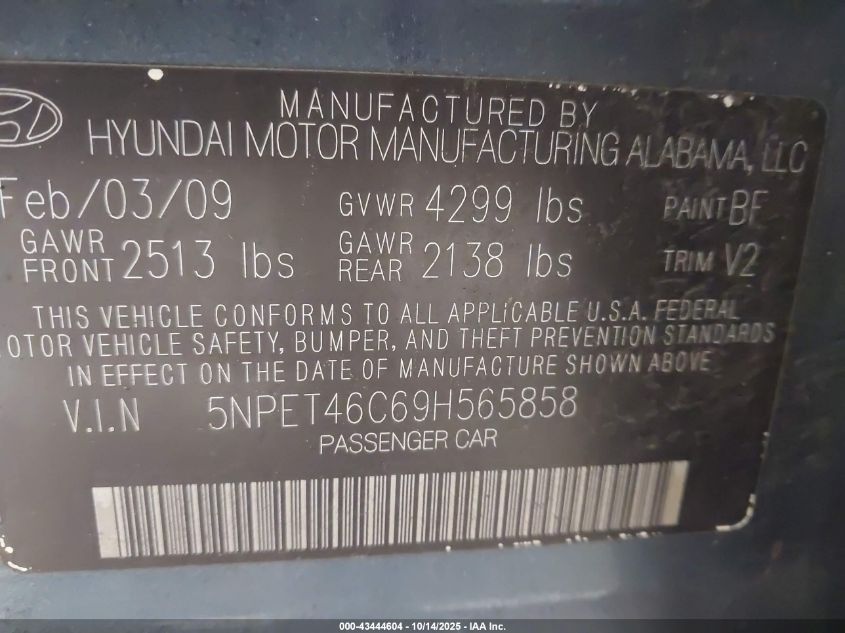 MANUFACTURED BY
HYUNDAI MOTOR MANUFACTURING ALABAMA, LLC
Feb/03/09 GVWR 4299 lbs PAINT BF
GAWR FRONT 2513 lbs GAWR REAR 2138 lbs TRIM V2
THIS VEHICLE CONFORMS TO ALL APPLICABLE U.S.A. FEDERAL
OTOR VEHICLE SAFETY, BUMPER, AND THEFT PREVENTION STANDARDS
IN EFFECT ON THE DATE OF MANUFACTURE SHOWN ABOVE
V.I.N 5NPET46C69H565858
PASSENGER CAR
000-43444604 - 10/14/2025 - IAA Inc.